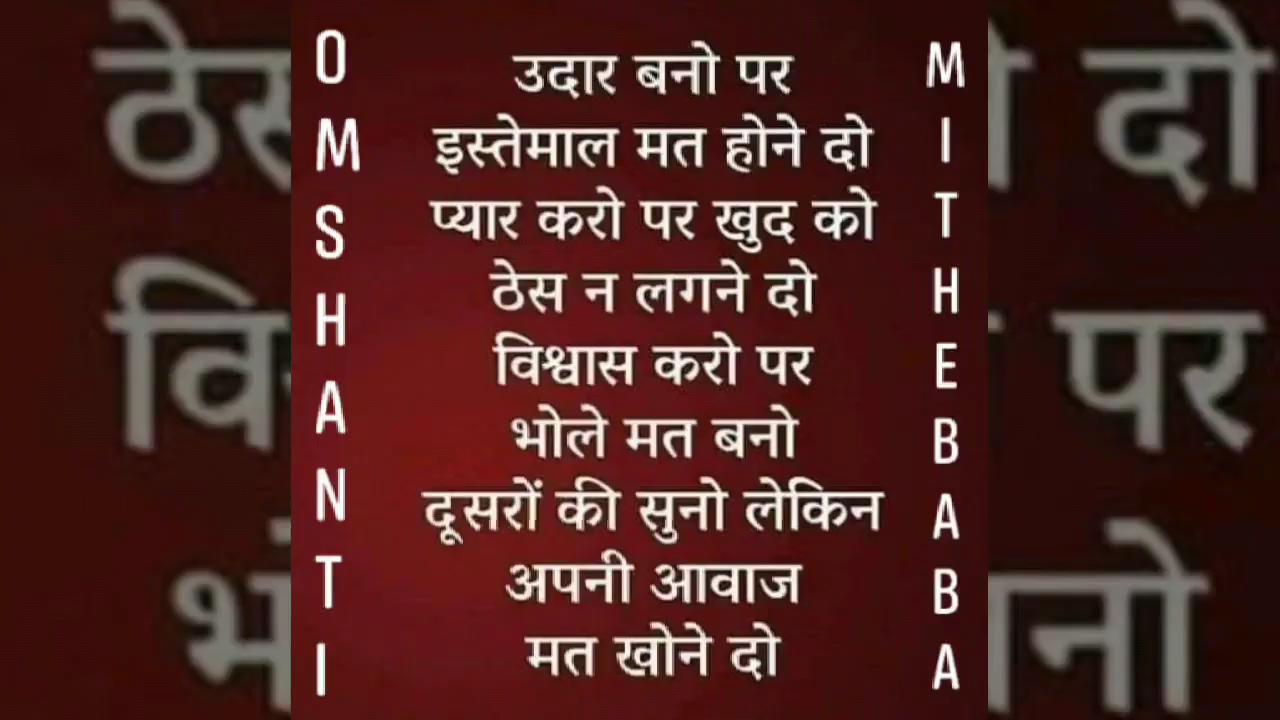 OMSHANTI
उदार बनो पर
इस्तेमाल मत होने दो
प्यार करो पर खुद को
ठेस न लगने दो
विश्वास करो पर
भोले मत बनो
दूसरों की सुनो लेकिन
अपनी आवाज
मत खोने दो
MITHEBABA